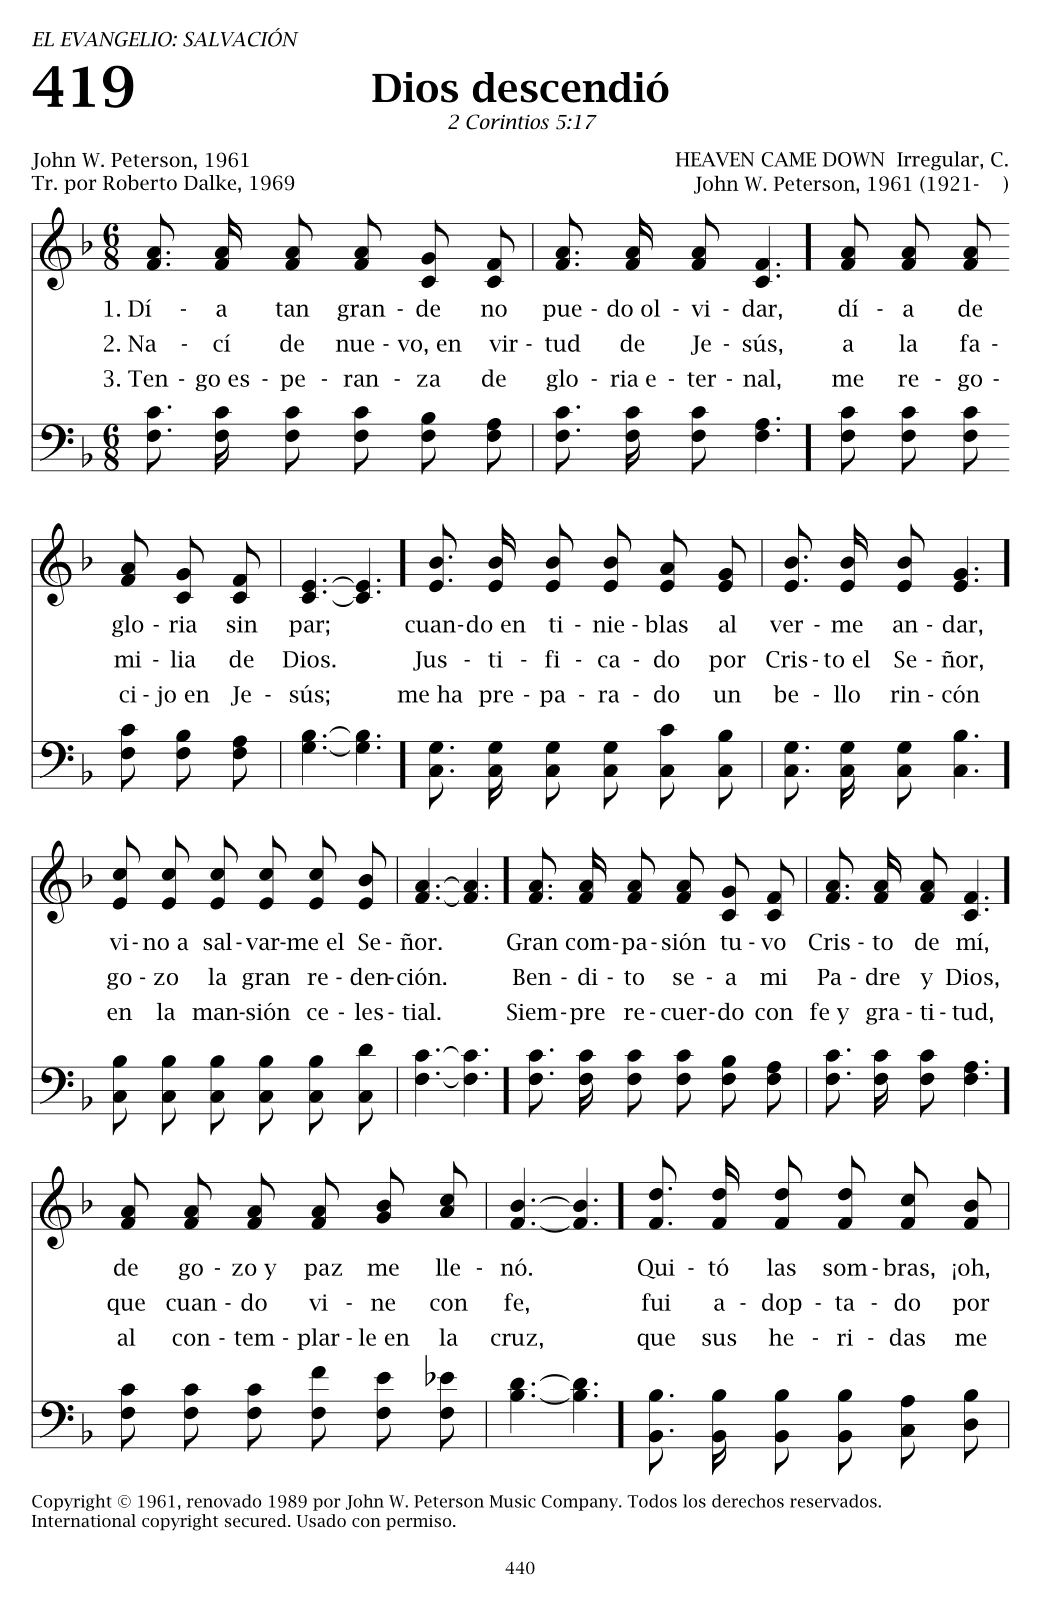 EL EVANGELIO: SALVACIÓN
419
Dios descendió
2 Corintios 5:17
John W. Peterson, 1961
Tr. por Roberto Dalke, 1969
HEAVEN CAME DOWN Irregular, C.
John W. Peterson, 1961 (1921- )
6 8
1. Dí - a tan gran - de no pue - do ol - vi - dar, dí - a de
2. Na - cí de nue - vo, en vir - tud de Je - sús, a la fa -
3. Ten - go es - pe - ran - za de glo - ria e - ter - nal, me re - go -
6 8
glo - ria sin par; cuan - do en ti - nie - blas al ver - me an - dar,
mi - lia de Dios. Jus - ti - fi - ca - do por Cris - to el Se - ñor,
ci - jo en Je - sús; me ha pre - pa - ra - do un be - llo rin - cón
vi - no a sal - var - me el Se - ñor. Gran com - pa - sión tu - vo Cris - to de mí,
go - zo la gran re - den - ción. Ben - di - to se - a mi Pa - dre y Dios,
en la man - sión ce - les - tial. Siem - pre re - cuer - do con fe y gra - ti - tud,
de go - zo y paz me lle - nó. Qui - tó las som - bras, ¡oh,
que cuan - do vi - ne con fe, fui a - dop - ta - do por
al con - tem - plar - le en la cruz, que sus he - ri - das me
Copyright © 1961, renovado 1989 por John W. Peterson Music Company. Todos los derechos reservados.
International copyright secured. Usado con permiso.
440